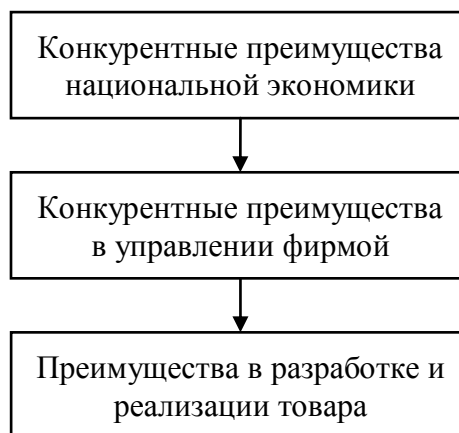 Конкурентные преимущества
национальной экономики
Конкурентные преимущества
в управлении фирмой
Преимущества в разработке и
реализации товара